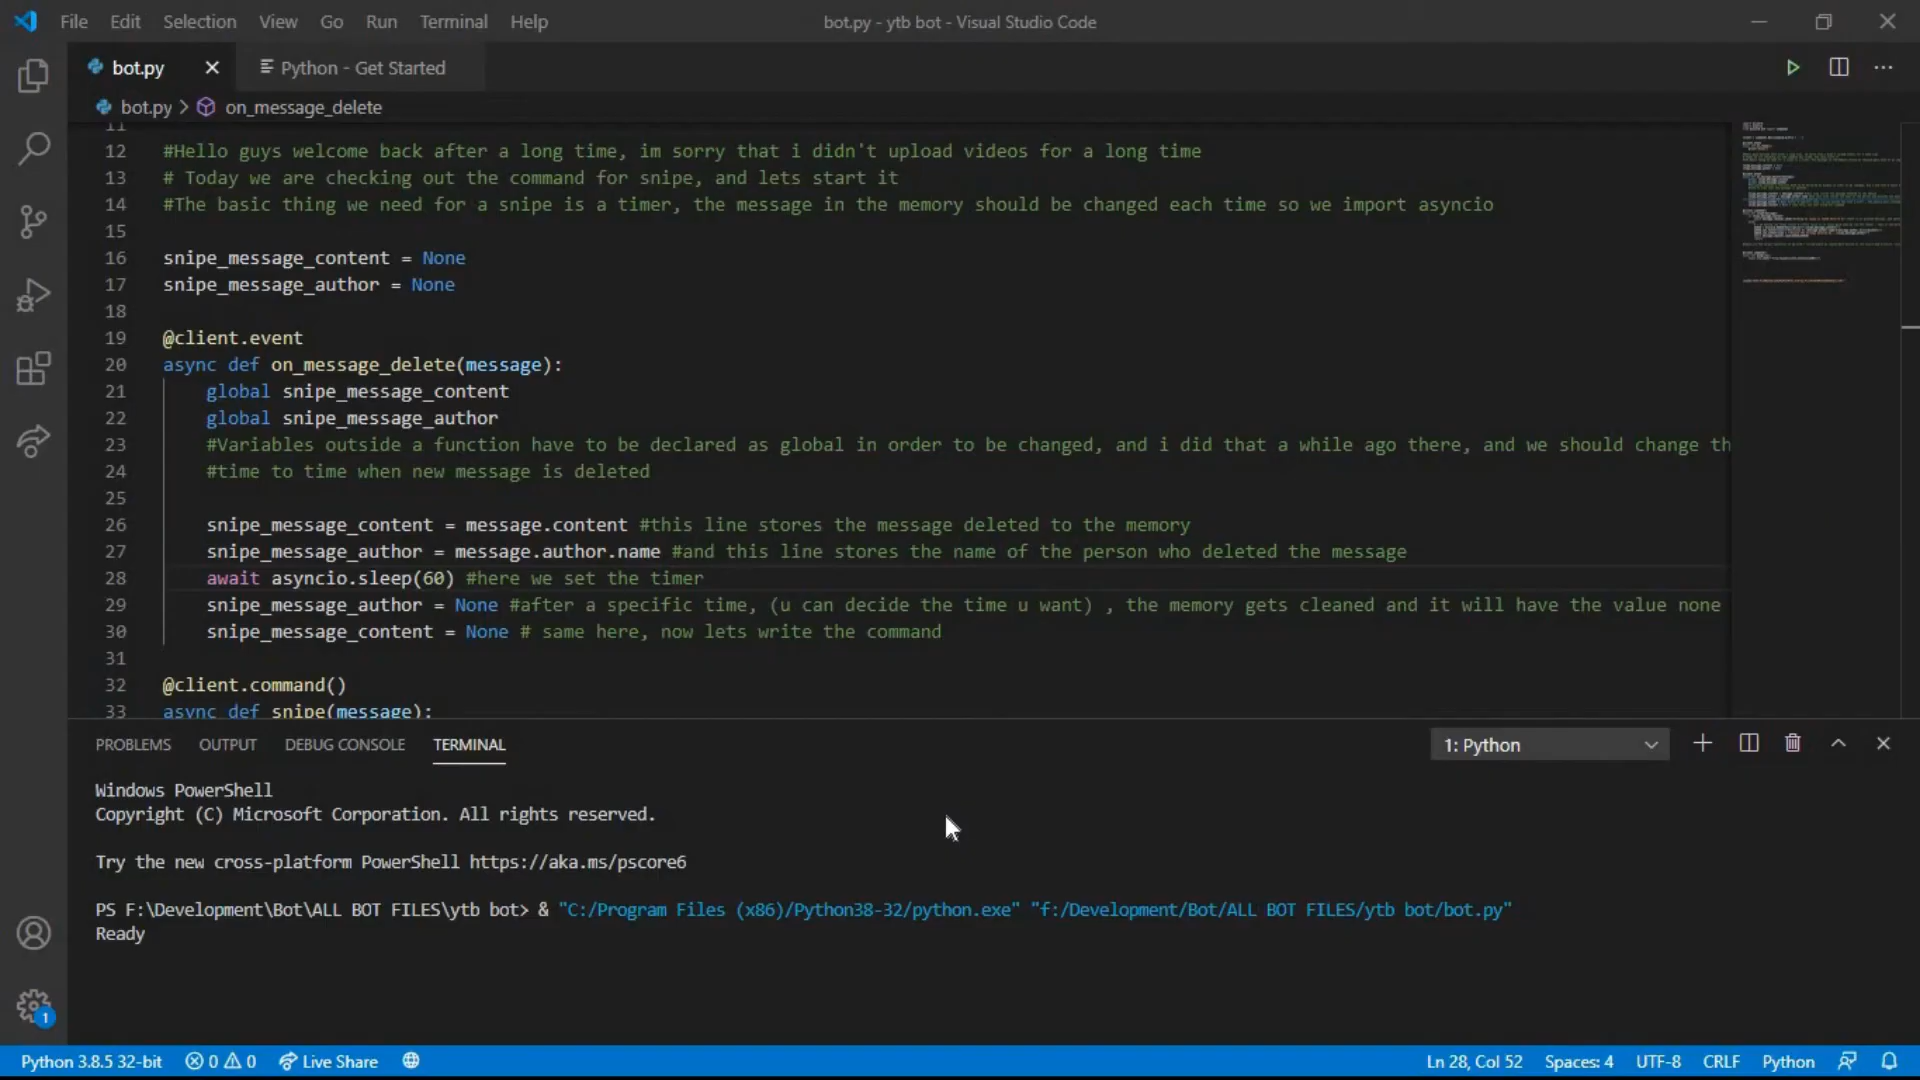 File Edit Selection View Go Run Terminal Help bot.py - ytb bot - Visual Studio Code
bot.py Python - Get Started
bot.py > on_message_delete
11
12 #Hello guys welcome back after a long time, im sorry that i didn't upload videos for a long time
13 # Today we are checking out the command for snipe, and lets start it
14 #The basic thing we need for a snipe is a timer, the message in the memory should be changed each time so we import asyncio
15
16 snipe_message_content = None
17 snipe_message_author = None
18
19 @client.event
20 async def on_message_delete(message):
21 global snipe_message_content
22 global snipe_message_author
23 #Variables outside a function have to be declared as global in order to be changed, and i did that a while ago there, and we should change th
24 #time to time when new message is deleted
25
26 snipe_message_content = message.content #this line stores the message deleted to the memory
27 snipe_message_author = message.author.name #and this line stores the name of the person who deleted the message
28 await asyncio.sleep(60) #here we set the timer
29 snipe_message_author = None #after a specific time, (u can decide the time u want) , the memory gets cleaned and it will have the value none
30 snipe_message_content = None # same here, now lets write the command
31
32 @client.command()
33 async def snipe(message):
PROBLEMS OUTPUT DEBUG CONSOLE TERMINAL 1: Python
Windows PowerShell
Copyright (C) Microsoft Corporation. All rights reserved.
Try the new cross-platform PowerShell https://aka.ms/pscore6
PS F:\Development\Bot\ALL BOT FILES\ytb bot> & "C:/Program Files (x86)/Python38-32/python.exe" "f:/Development/Bot/ALL BOT FILES/ytb bot/bot.py"
Ready
1
Python 3.8.5 32-bit 0 0 Live Share Ln 28, Col 52 Spaces: 4 UTF-8 CRLF Python